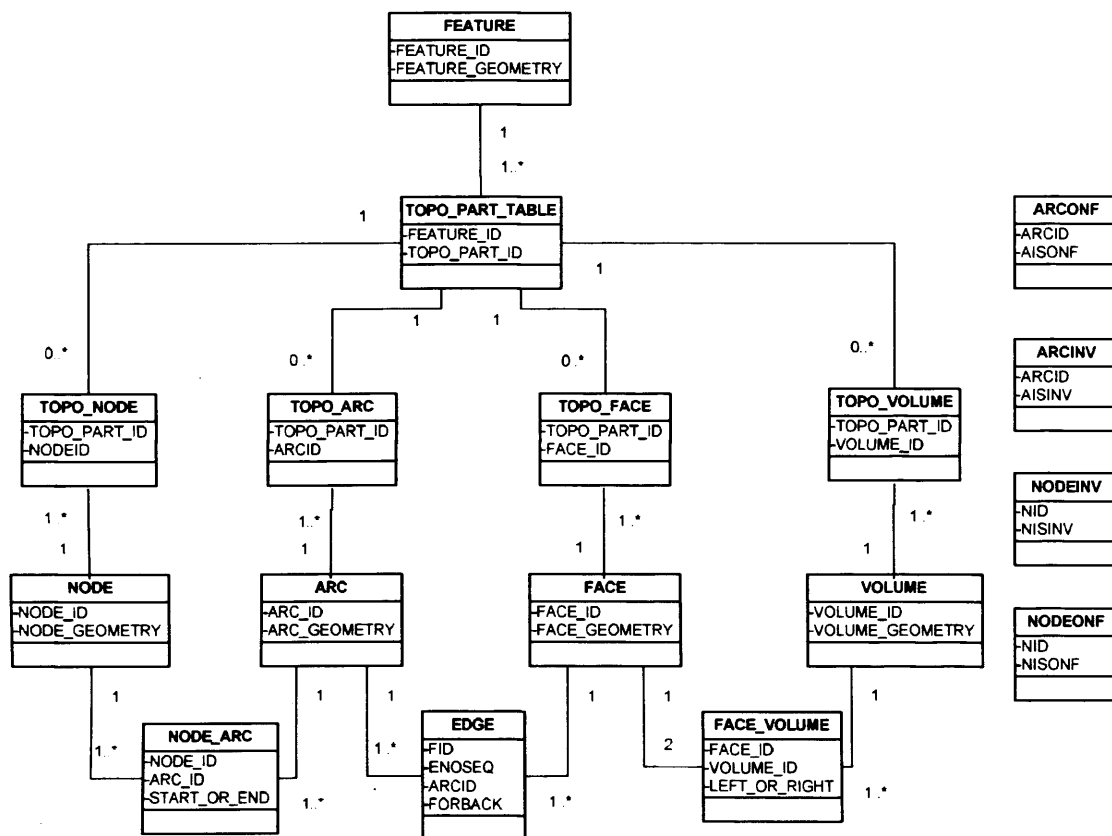 FEATURE
-FEATURE_ID
-FEATURE_GEOMETRY
1
1..*
TOPO_PART_TABLE
-FEATURE_ID
-TOPO_PART_ID
1
1
1
1
0..*
0..*
0..*
0..*
TOPO_NODE
-TOPO_PART_ID
-NODEID
TOPO_ARC
-TOPO_PART_ID
-ARCID
TOPO_FACE
-TOPO_PART_ID
-FACE_ID
TOPO_VOLUME
-TOPO_PART_ID
-VOLUME_ID
1..*
1
1..*
1
1..*
1
1..*
1
NODE
-NODE_ID
-NODE_GEOMETRY
ARC
-ARC_ID
-ARC_GEOMETRY
FACE
-FACE_ID
-FACE_GEOMETRY
VOLUME
-VOLUME_ID
-VOLUME_GEOMETRY
1
1..*
1
1..*
1
1..*
1
1..*
1
2
1
1..*
NODE_ARC
-NODE_ID
-ARC_ID
-START_OR_END
EDGE
-FID
-ENOSEQ
-ARCID
-FORBACK
FACE_VOLUME
-FACE_ID
-VOLUME_ID
-LEFT_OR_RIGHT
ARCONF
-ARCID
-AISONF
ARCINV
-ARCID
-AISINV
NODEINV
-NID
-NISINV
NODEONF
-NID
-NISONF